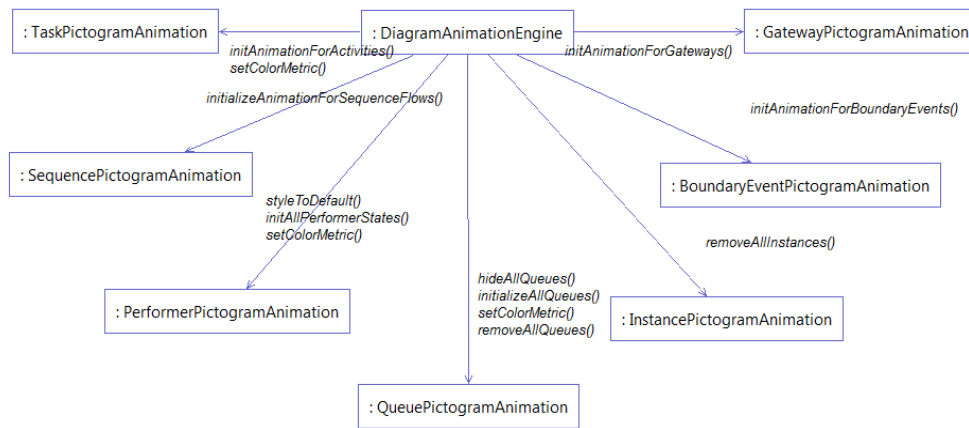 : TaskPictogramAnimation
: DiagramAnimationEngine
: GatewayPictogramAnimation
initAnimationForActivities()
setColorMetric()
initAnimationForGateways()
initializeAnimationForSequenceFlows()
initAnimationForBoundaryEvents()
: SequencePictogramAnimation
: BoundaryEventPictogramAnimation
styleToDefault()
initAllPerformerStates()
setColorMetric()
removeAllInstances()
hideAllQueues()
initializeAllQueues()
setColorMetric()
removeAllQueues()
: PerformerPictogramAnimation
: InstancePictogramAnimation
: QueuePictogramAnimation